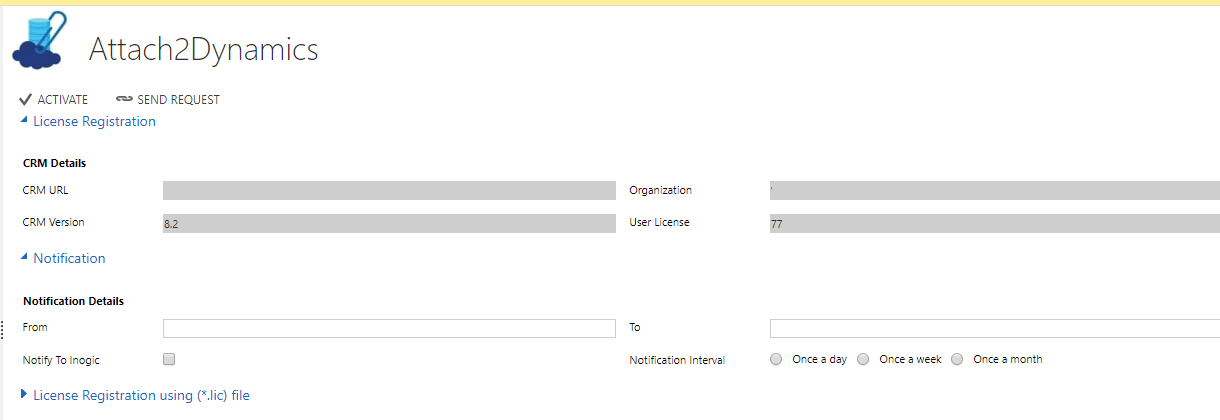 Attach2Dynamics
ACTIVATE SEND REQUEST
License Registration
CRM Details
CRM URL Organization
CRM Version 8.2 User License 77
Notification
Notification Details
From To
Notify To Inogic Notification Interval Once a day Once a week Once a month
License Registration using (*.lic) file